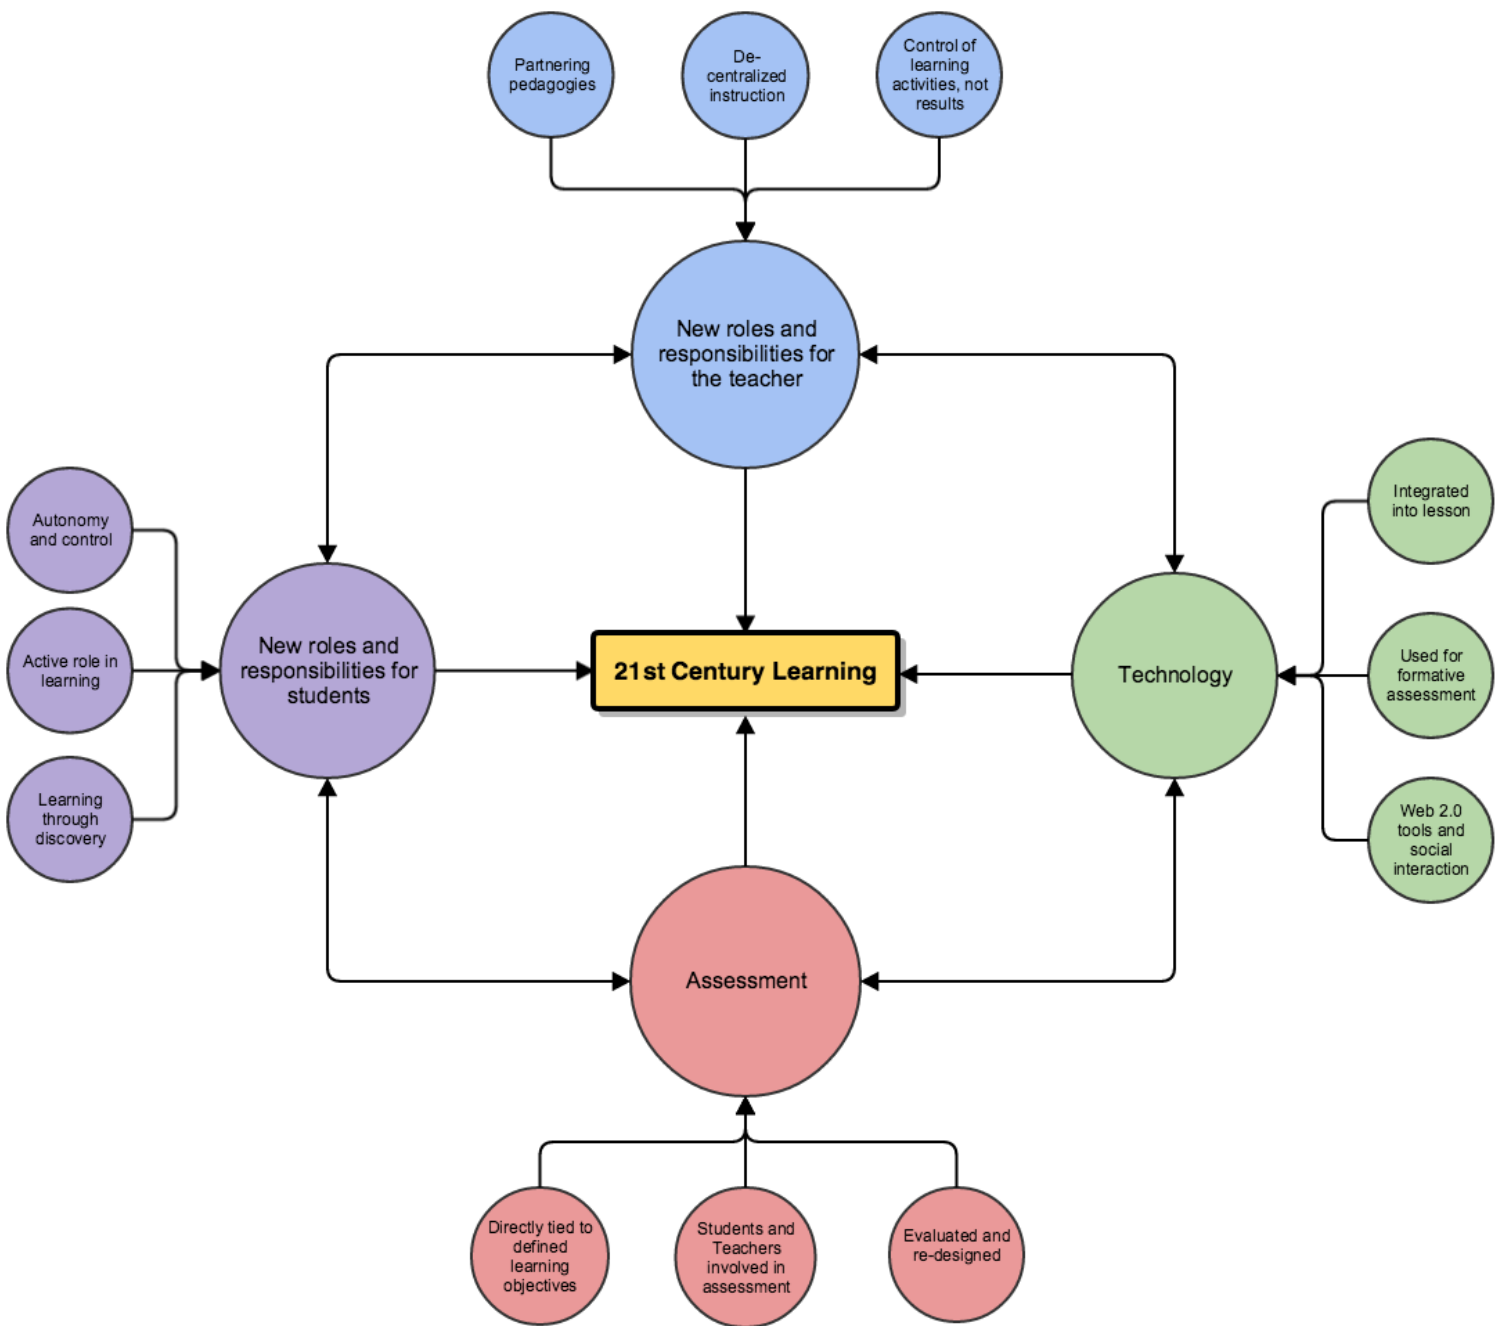 Partnering
pedagogies
De-
centralized
instruction
Control of
learning
activities, not
results
New roles and
responsibilities for
the teacher
Autonomy
and control
Active role in
learning
Learning
through
discovery
New roles and
responsibilities for
students
21st Century Learning
Technology
Integrated
into lesson
Used for
formative
assessment
Web 2.0
tools and
social
interaction
Assessment
Directly tied to
defined
learning
objectives
Students and
Teachers
involved in
assessment
Evaluated and
re-designed